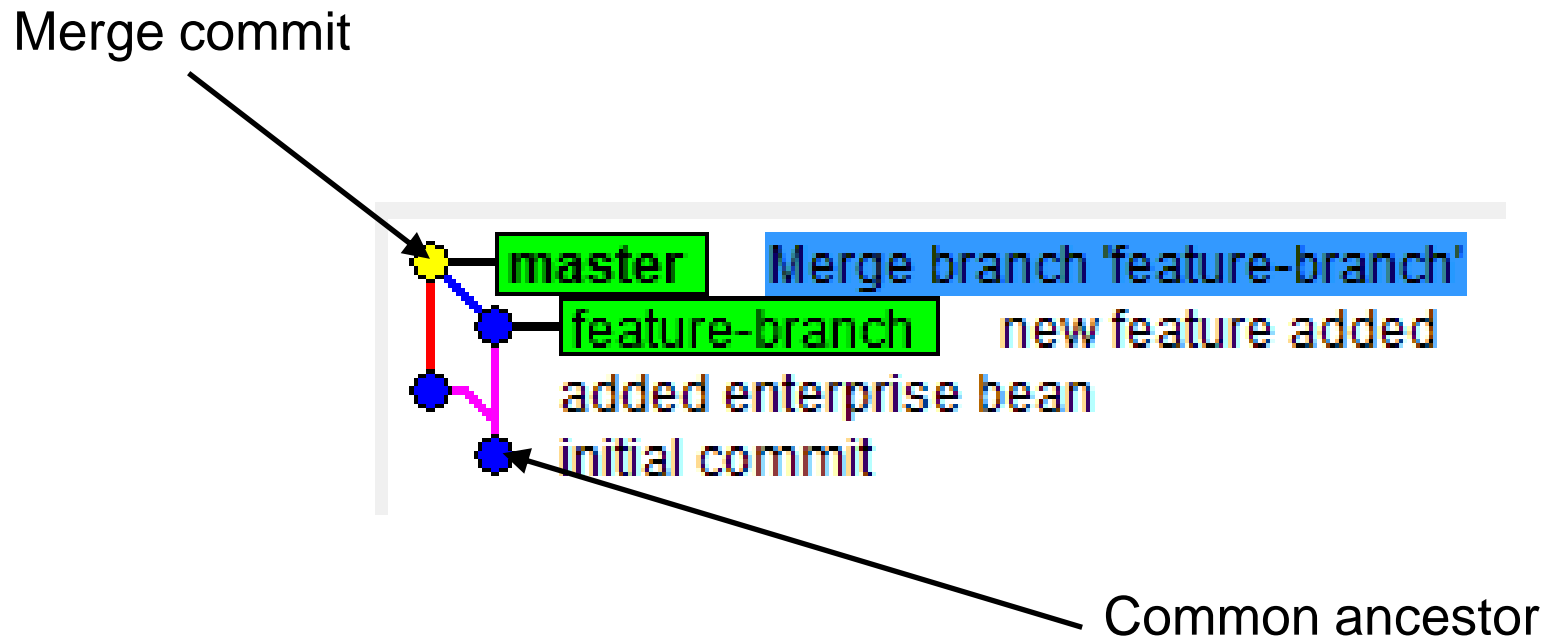 Merge commit
master Merge branch 'feature-branch'
feature-branch new feature added
added enterprise bean
initial commit
Common ancestor